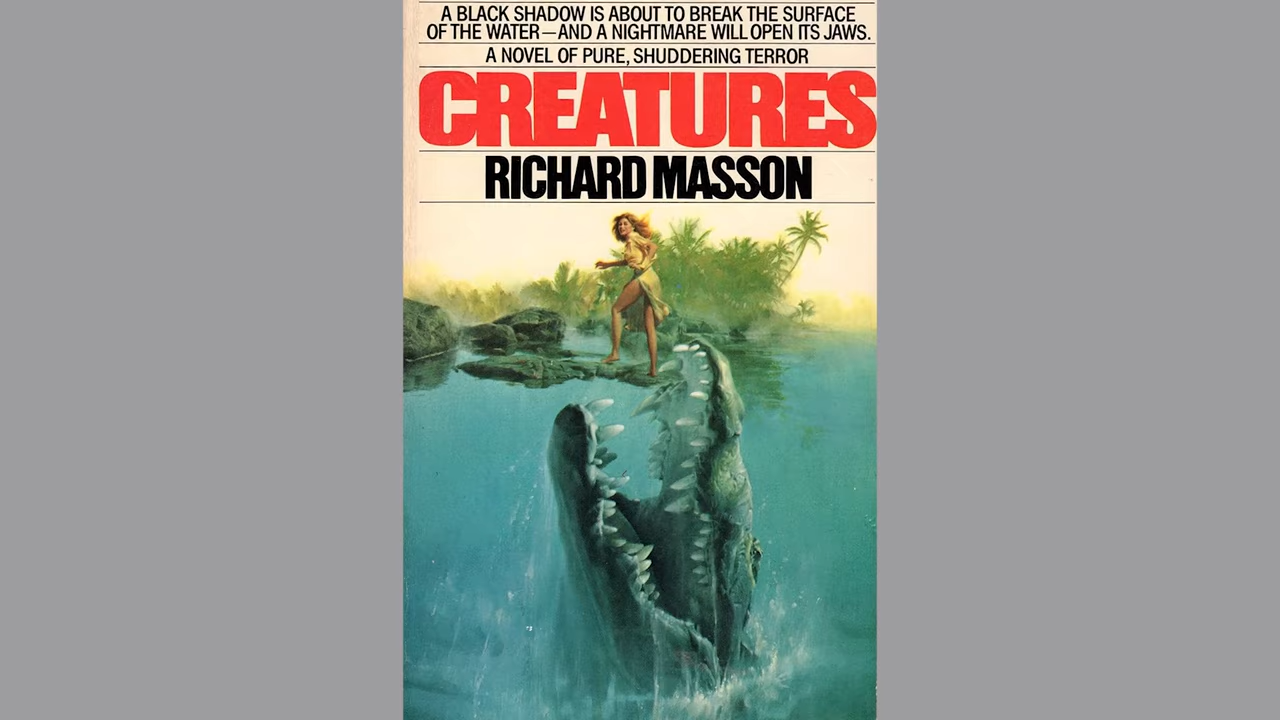 A BLACK SHADOW IS ABOUT TO BREAK THE SURFACE
OF THE WATER—AND A NIGHTMARE WILL OPEN ITS JAWS.
A NOVEL OF PURE, SHUDDERING TERROR
CREATURES
RICHARD MASSON